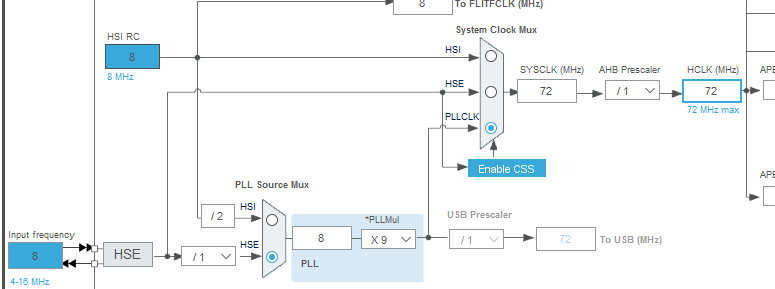 8
To FLITFCLK (MHz)
System Clock Mux
HSI RC
8
8 MHz
HSI
SYSCLK (MHz)
AHB Prescaler
HCLK (MHz)
HSE
72
/ 1
72
72 MHz max
PLLCLK
Enable CSS
PLL Source Mux
HSI
/ 2
*PLLMul
USB Prescaler
Input frequency
8
HSE
/ 1
HSE
8
X 9
PLL
/ 1
72
To USB (MHz)
4-16 MHz